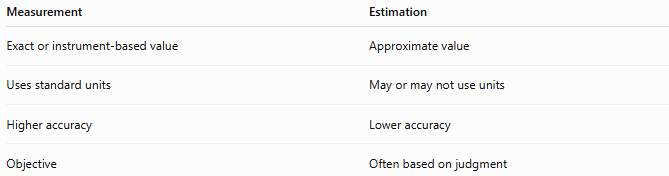 Measurement Estimation
Exact or instrument-based value Approximate value
Uses standard units May or may not use units
Higher accuracy Lower accuracy
Objective Often based on judgment